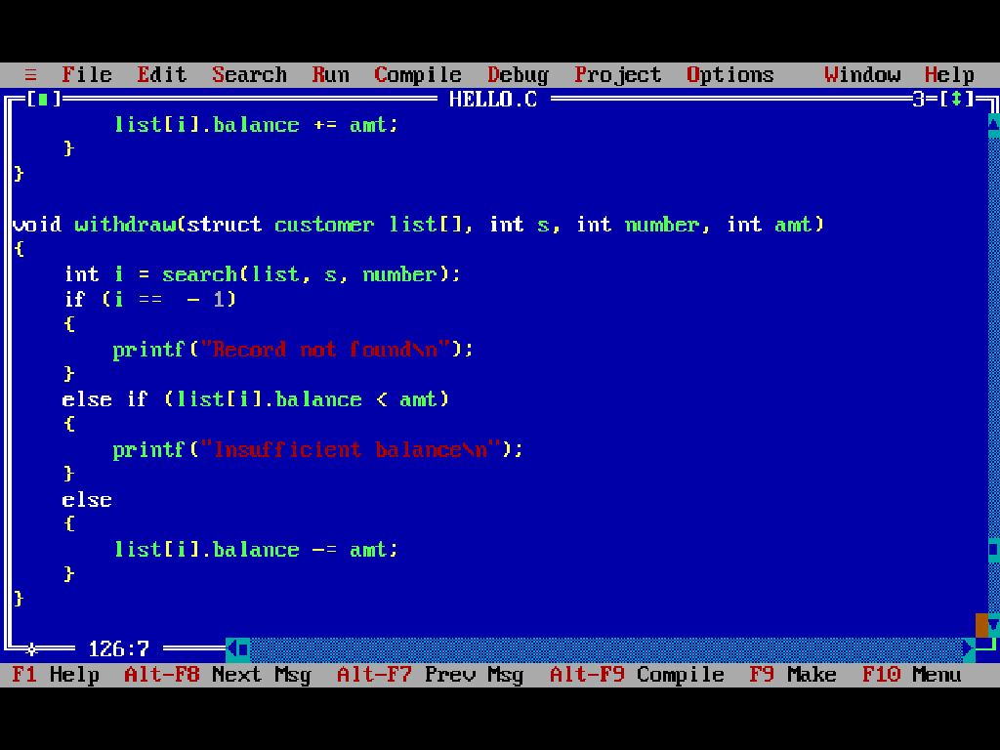 ≡ File Edit Search Run Compile Debug Project Options Window Help
[■] HELLO.C 3=[↕]
        list[i].balance += amt;
    }
}
void withdraw(struct customer list[], int s, int number, int amt)
{
    int i = search(list, s, number);
    if (i ==  - 1)
    {
        printf("Record not found\n");
    }
    else if (list[i].balance < amt)
    {
        printf("Insufficient balance\n");
    }
    else
    {
        list[i].balance -= amt;
    }
}
126:7
F1 Help Alt-F8 Next Msg Alt-F7 Prev Msg Alt-F9 Compile F9 Make F10 Menu